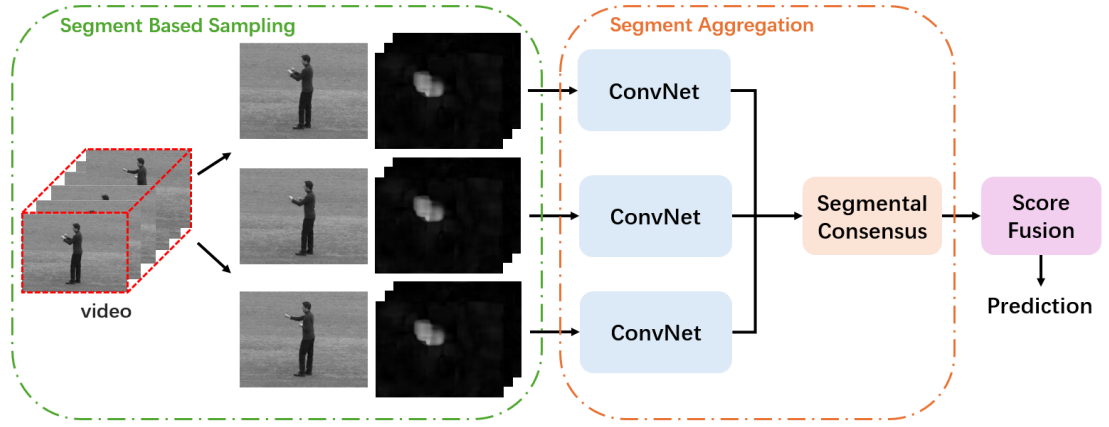 Segment Based Sampling
Segment Aggregation
video
ConvNet
ConvNet
ConvNet
Segmental
Consensus
Score
Fusion
Prediction